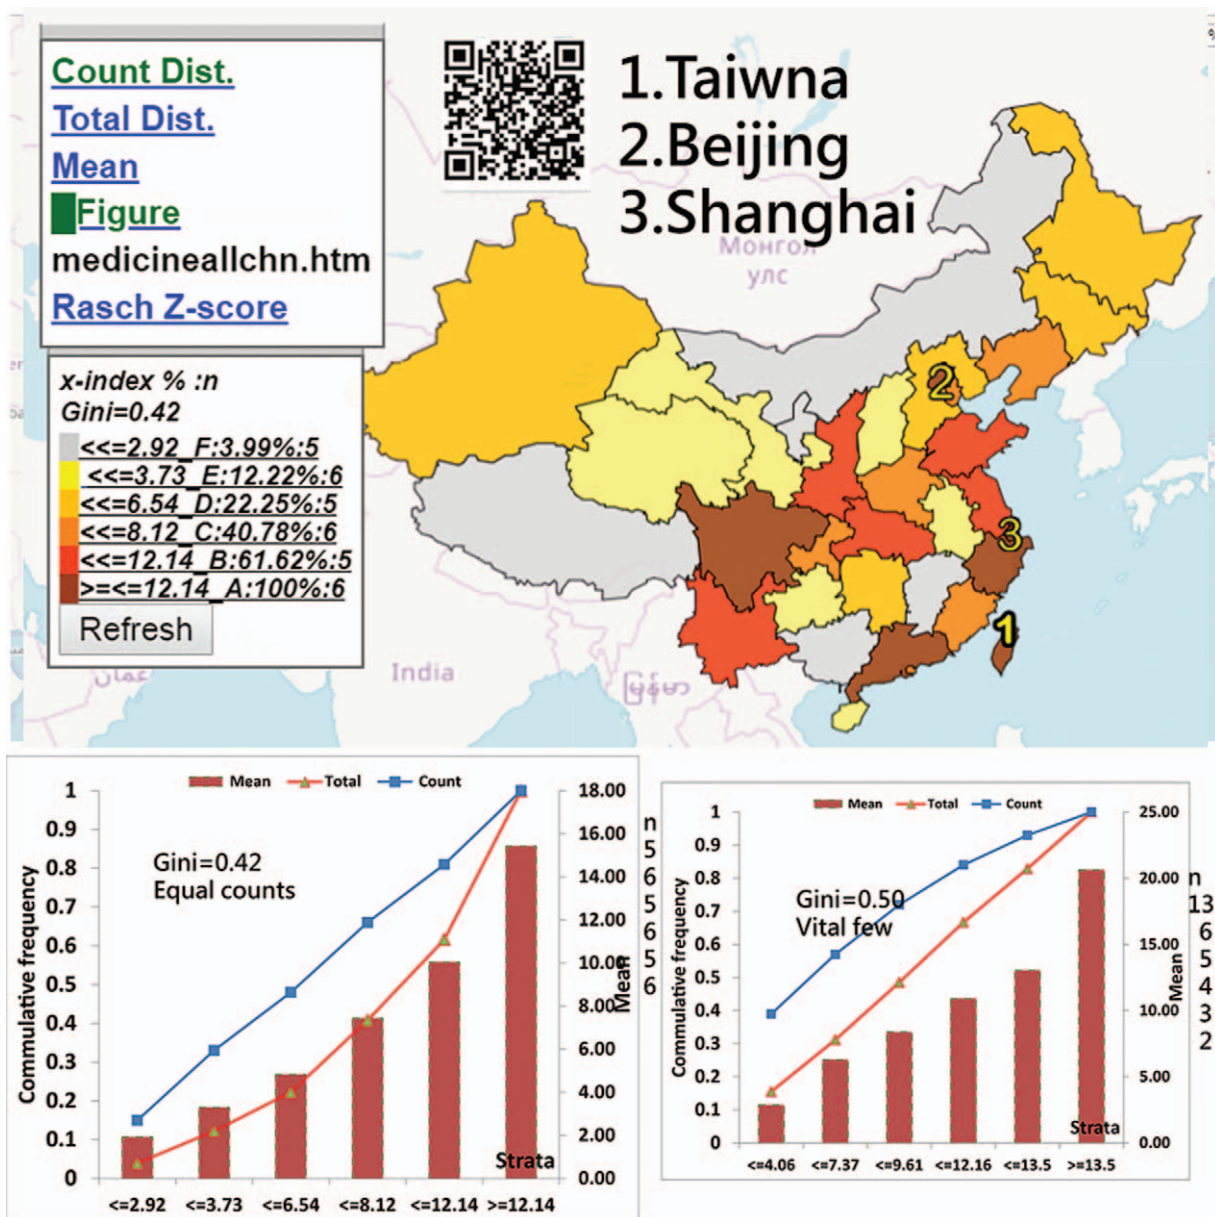 Count Dist.
Total Dist.
Mean
Figure
medicineallchn.htm
Rasch Z-score
1.Taiwna
2.Beijing
3.Shanghai
Монгол
улс
x-index % :n
Gini=0.42
<<=2.92_F:3.99%:5
<<=3.73_E:12.22%:6
<<=6.54_D:22.25%:5
<<=8.12_C:40.78%:6
<<=12.14_B:61.62%:5
>=<=12.14_A:100%:6
Refresh
2
3
1
India
မြန်မာ
عمان
Mean Total Count
Gini=0.42
Equal counts
Commulative frequency
1
0.9
0.8
0.7
0.6
0.5
0.4
0.3
0.2
0.1
0
18.00
16.00
14.00
12.00
10.00
8.00
6.00
4.00
2.00
0.00
Mean
n
5
6
5
6
5
6
Strata
<=2.92 <=3.73 <=6.54 <=8.12 <=12.14 >=12.14
Mean Total Count
Gini=0.50
Vital few
Commulative frequency
1
0.9
0.8
0.7
0.6
0.5
0.4
0.3
0.2
0.1
0
25.00
20.00
15.00
10.00
5.00
0.00
Mean
n
13
6
5
4
3
2
Strata
<=4.06 <=7.37 <=9.61 <=12.16 <=13.5 >=13.5